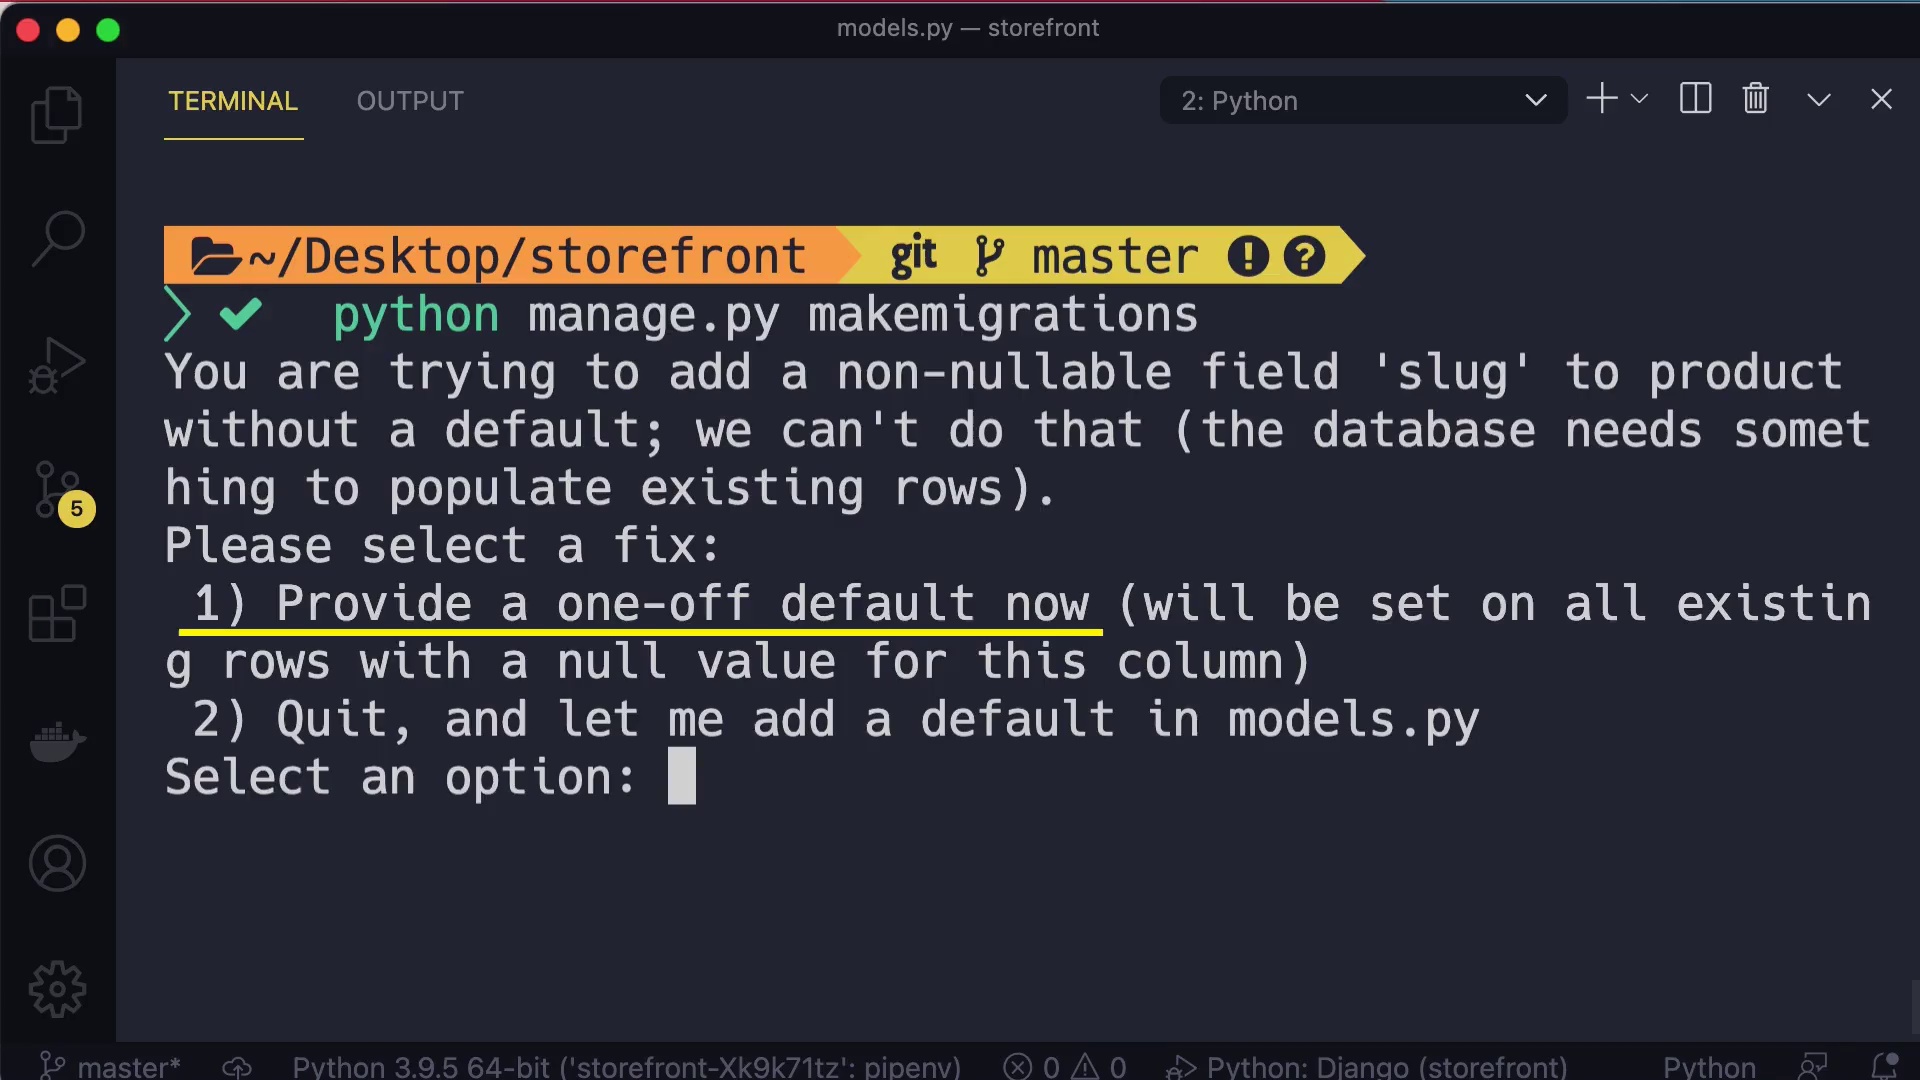 models.py — storefront
TERMINAL OUTPUT 2: Python
~/Desktop/storefront git master ! ?
python manage.py makemigrations
You are trying to add a non-nullable field 'slug' to product
without a default; we can't do that (the database needs somet
hing to populate existing rows).
Please select a fix:
1) Provide a one-off default now (will be set on all existin
g rows with a null value for this column)
2) Quit, and let me add a default in models.py
Select an option:
5
master* Python 3.9.5 64-bit ('storefront-Xk9k71tz': pipenv) 0 0 Python: Django (storefront) Python